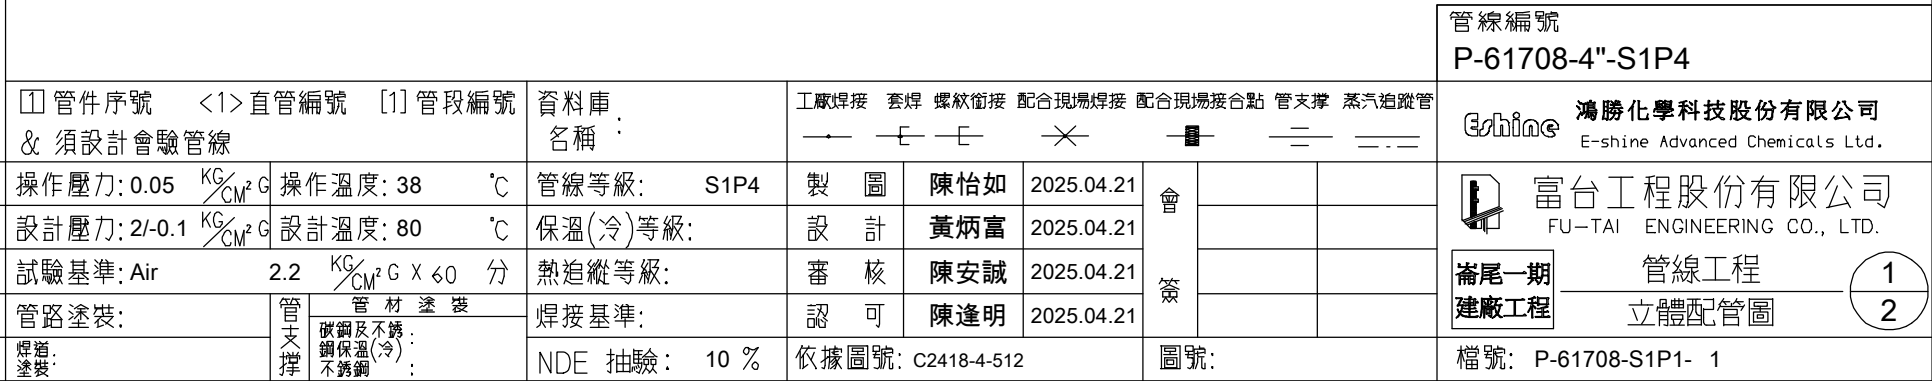 管線編號
P-61708-4"-S1P4
1 管件序號 <1>直管編號 [1]管段編號
& 須設計會驗管線
資料庫
名稱 :
工廠焊接 套焊 螺紋銜接 配合現場焊接 配合現場接合點 管支撐 蒸汽追蹤管
Eshine 鴻勝化學科技股份有限公司
E-shine Advanced Chemicals Ltd.
操作壓力: 0.05 KG/CM² G 操作溫度: 38 °C 管線等級: S1P4
設計壓力: 2/-0.1 KG/CM² G 設計溫度: 80 °C 保溫(冷)等級:
試驗基準: Air 2.2 KG/CM² G X 60 分 熱追縱等級:
管路塗裝: 管支撐 管材塗裝 焊接基準:
碳鋼及不銹
鋼保溫(冷) :
不銹鋼 :
焊道:
塗裝:
NDE 抽驗: 10 %
製圖 陳怡如 2025.04.21
設計 黃炳富 2025.04.21
審核 陳安誠 2025.04.21
認可 陳逢明 2025.04.21
會簽
依據圖號: C2418-4-512 圖號:
富台工程股份有限公司
FU-TAI ENGINEERING CO., LTD.
崙尾一期
建廠工程
管線工程
立體配管圖
1
2
檔號: P-61708-S1P1- 1